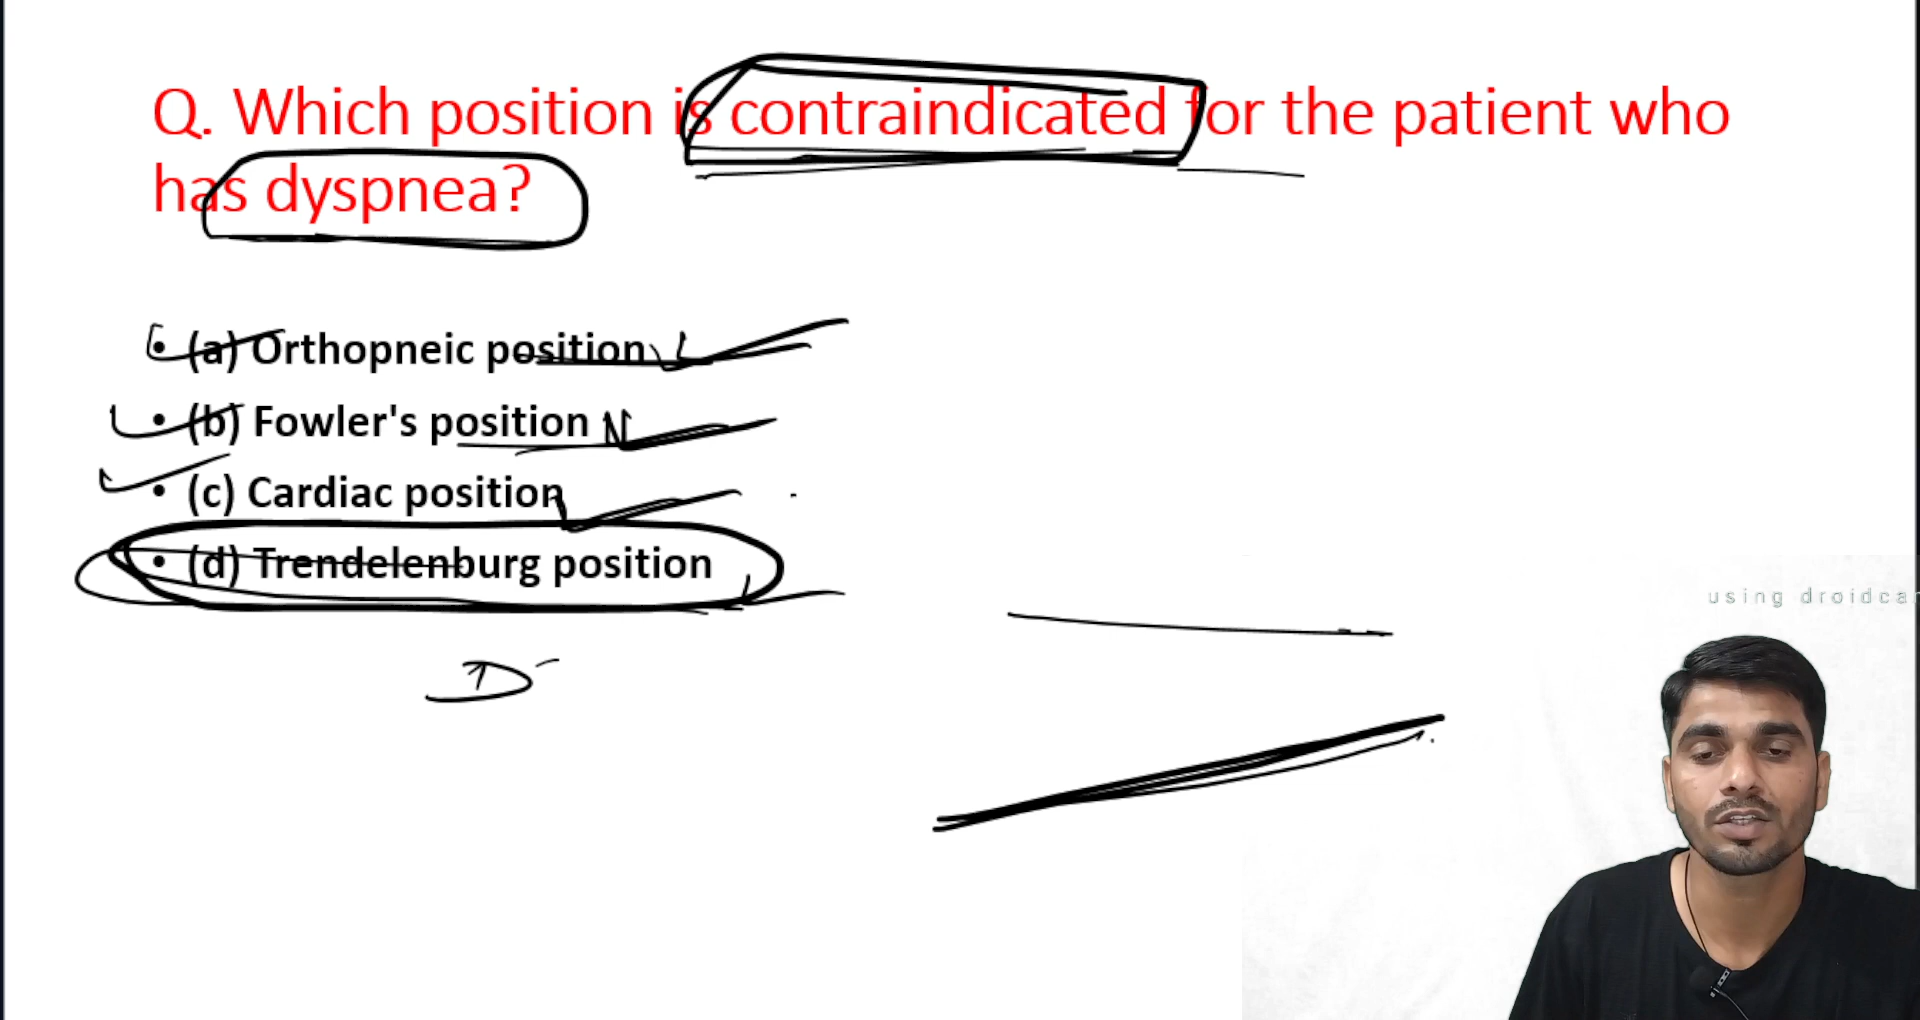 Q. Which position is contraindicated for the patient who
has dyspnea?
• (a) Orthopneic position
• (b) Fowler's position
• (c) Cardiac position
• (d) Trendelenburg position
using droidca